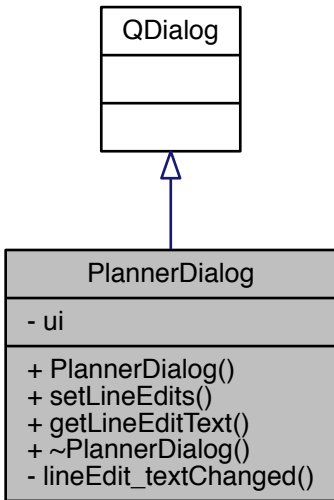 QDialog
PlannerDialog
- ui
+ PlannerDialog()
+ setLineEdits()
+ getLineEditText()
+ ~PlannerDialog()
- lineEdit_textChanged()